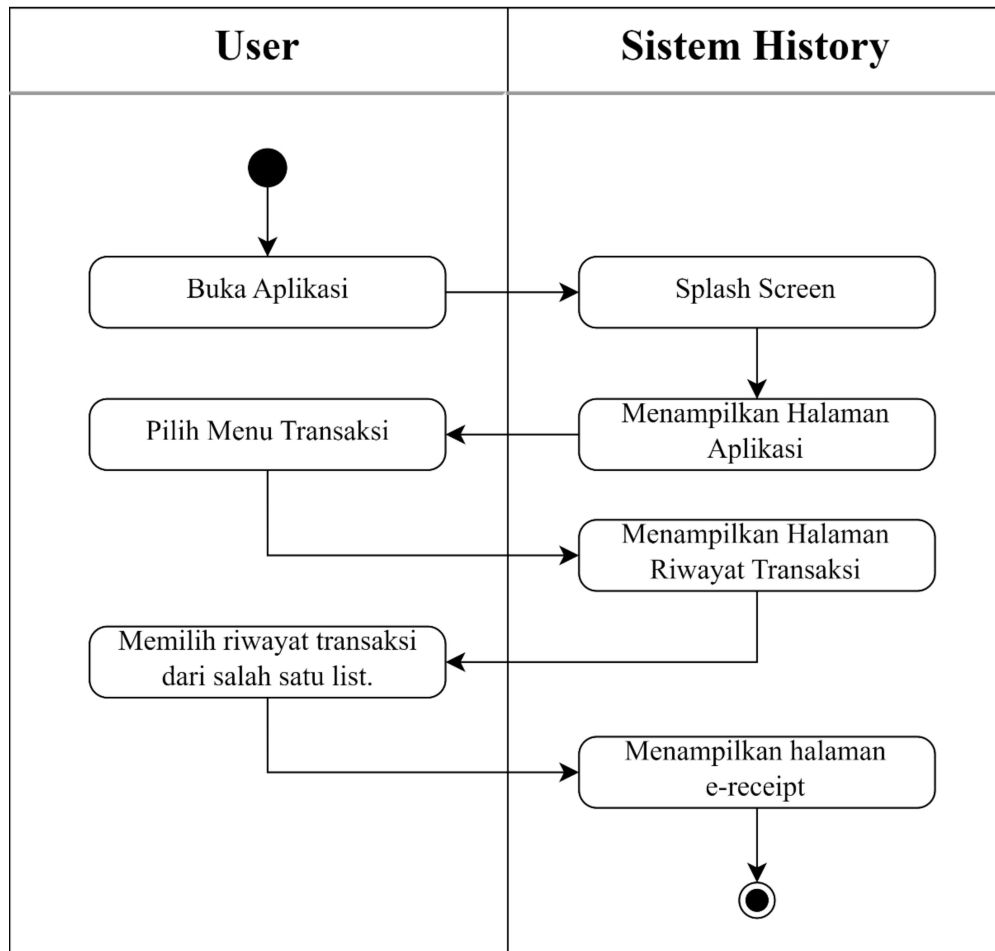 User
Sistem History
Buka Aplikasi
Splash Screen
Pilih Menu Transaksi
Menampilkan Halaman
Aplikasi
Menampilkan Halaman
Riwayat Transaksi
Memilih riwayat transaksi
dari salah satu list.
Menampilkan halaman
e-receipt